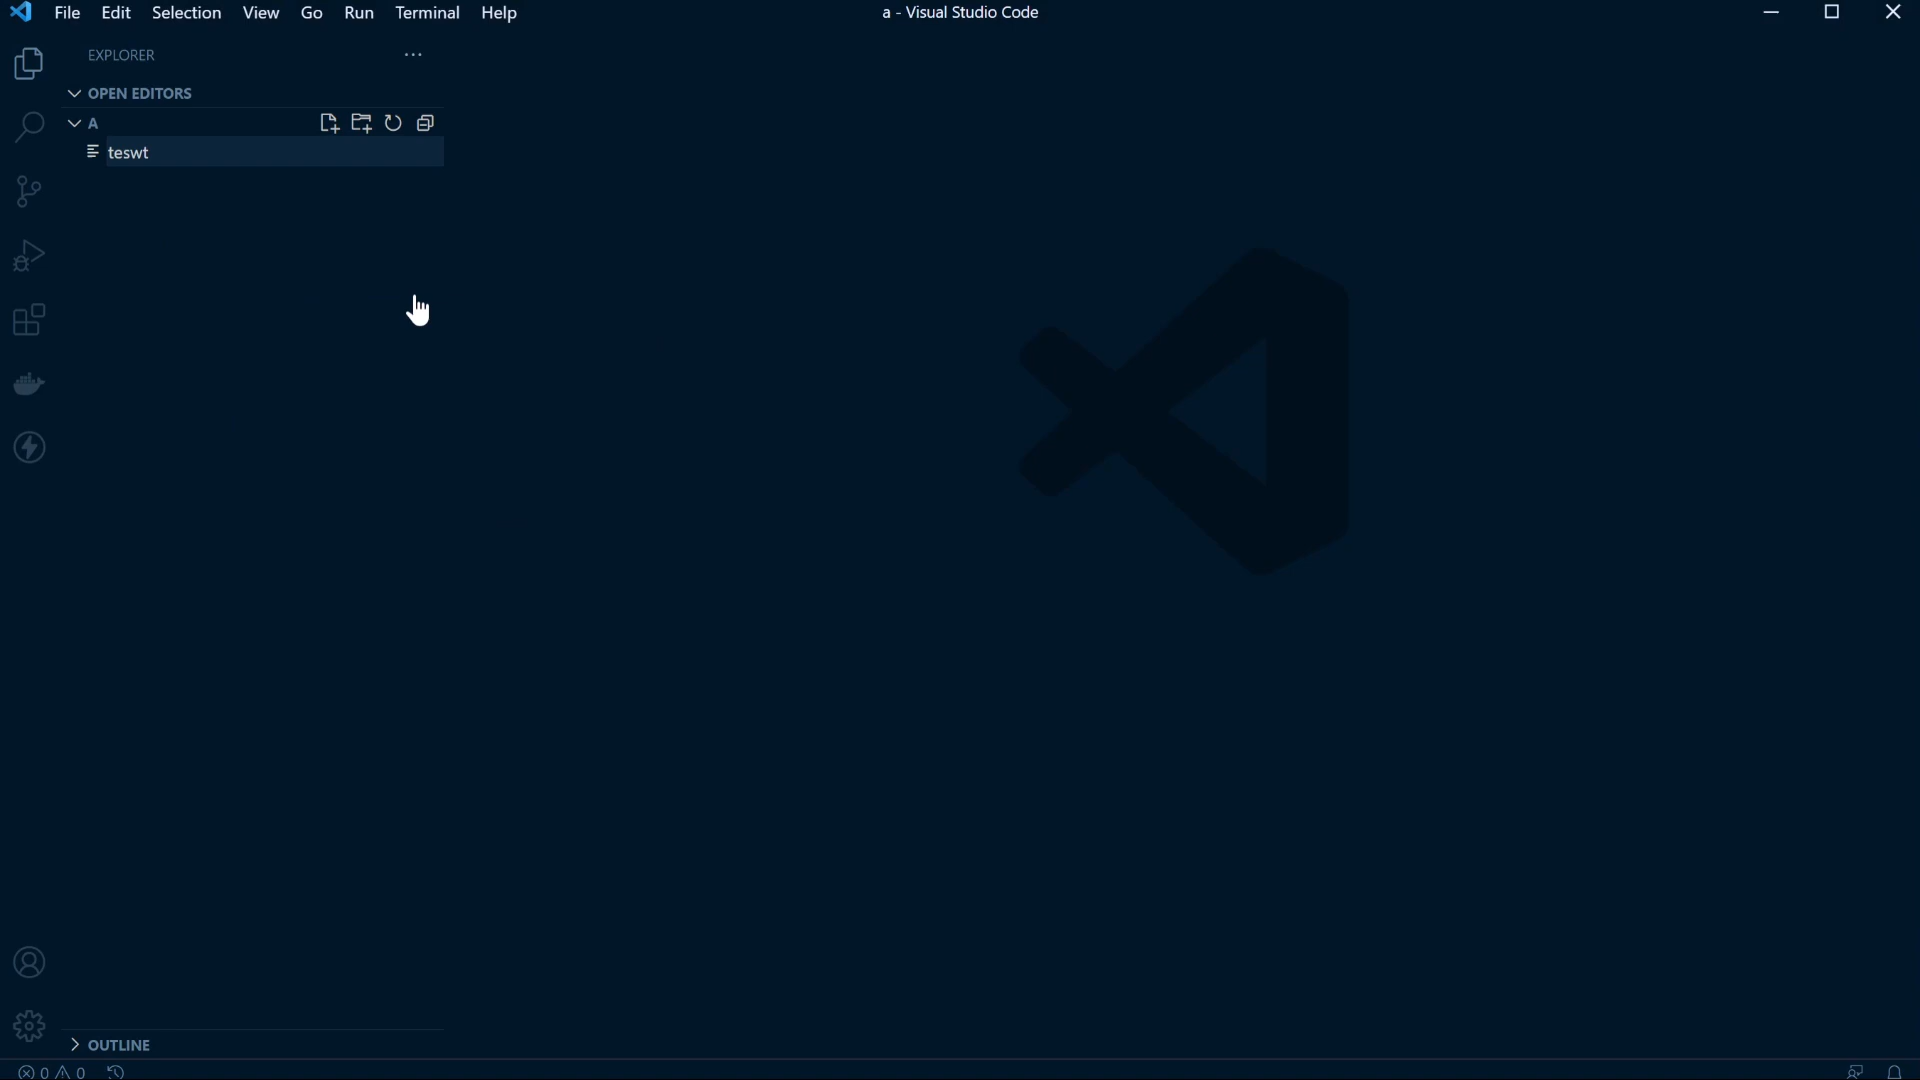 File Edit Selection View Go Run Terminal Help
a - Visual Studio Code
EXPLORER
OPEN EDITORS
A
teswt
OUTLINE
0 0